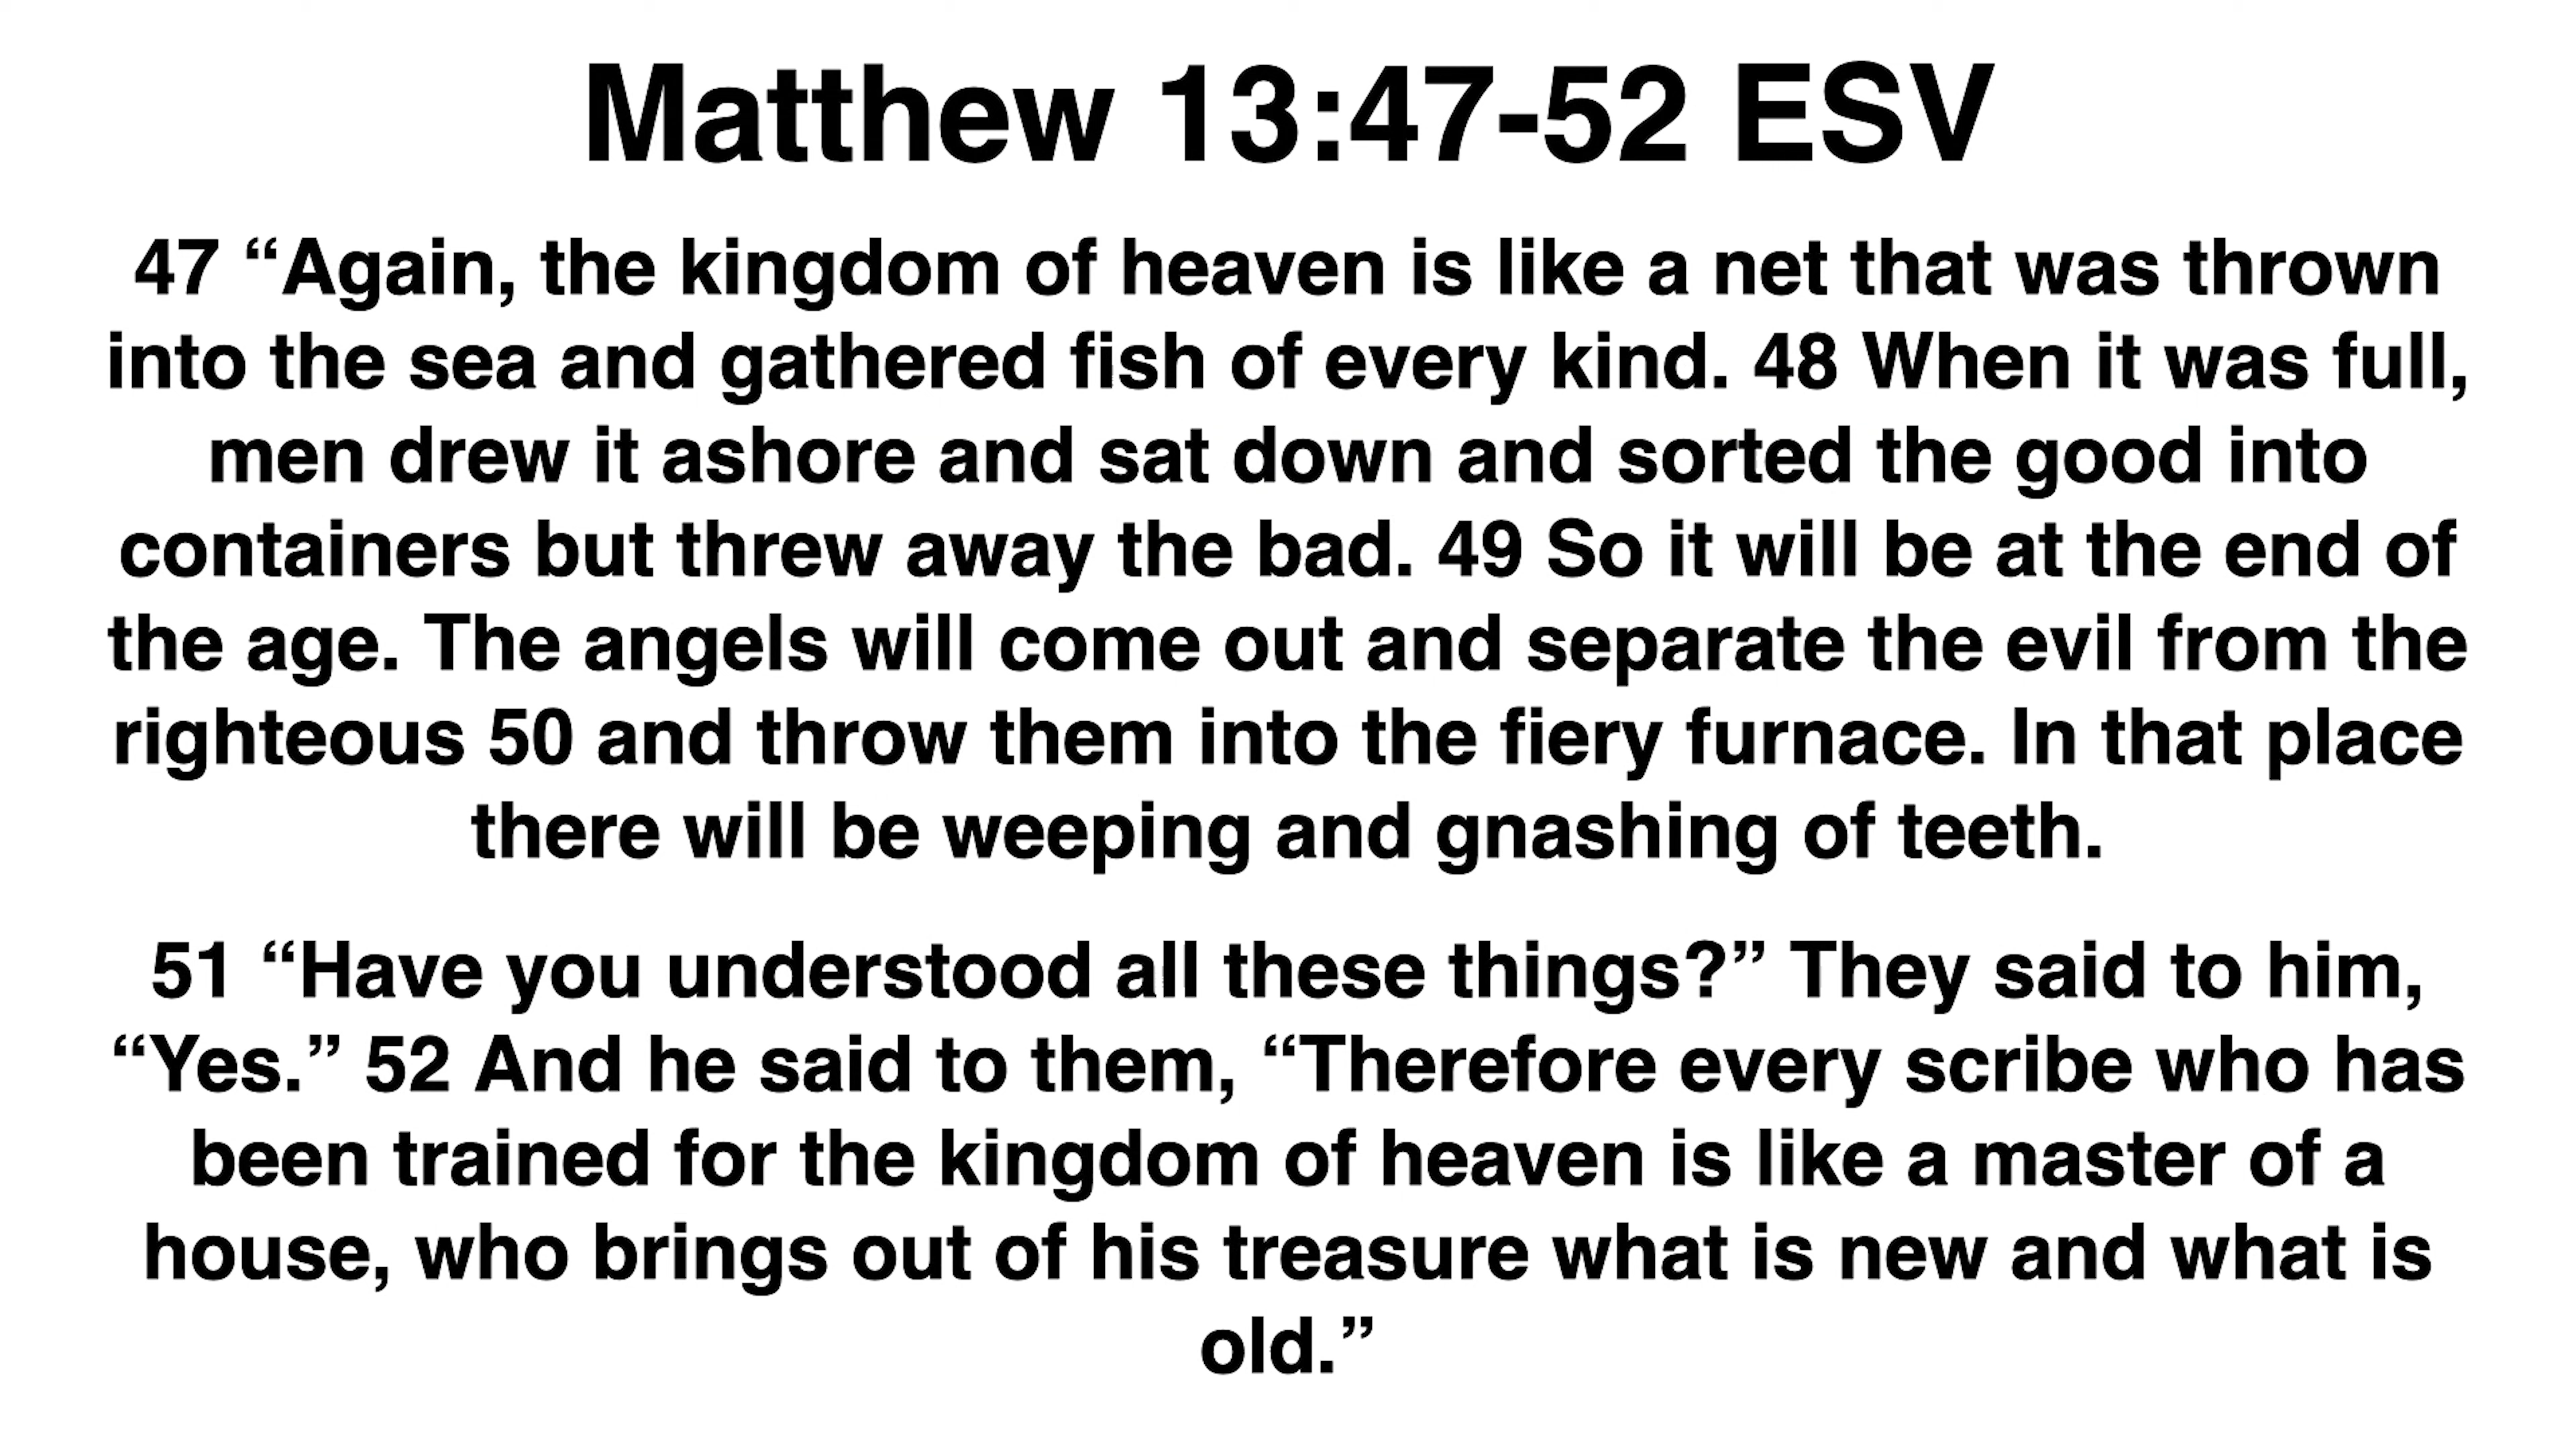 Matthew 13:47-52 ESV
47 “Again, the kingdom of heaven is like a net that was thrown
into the sea and gathered fish of every kind. 48 When it was full,
men drew it ashore and sat down and sorted the good into
containers but threw away the bad. 49 So it will be at the end of
the age. The angels will come out and separate the evil from the
righteous 50 and throw them into the fiery furnace. In that place
there will be weeping and gnashing of teeth.
51 “Have you understood all these things?” They said to him,
“Yes.” 52 And he said to them, “Therefore every scribe who has
been trained for the kingdom of heaven is like a master of a
house, who brings out of his treasure what is new and what is
old.”